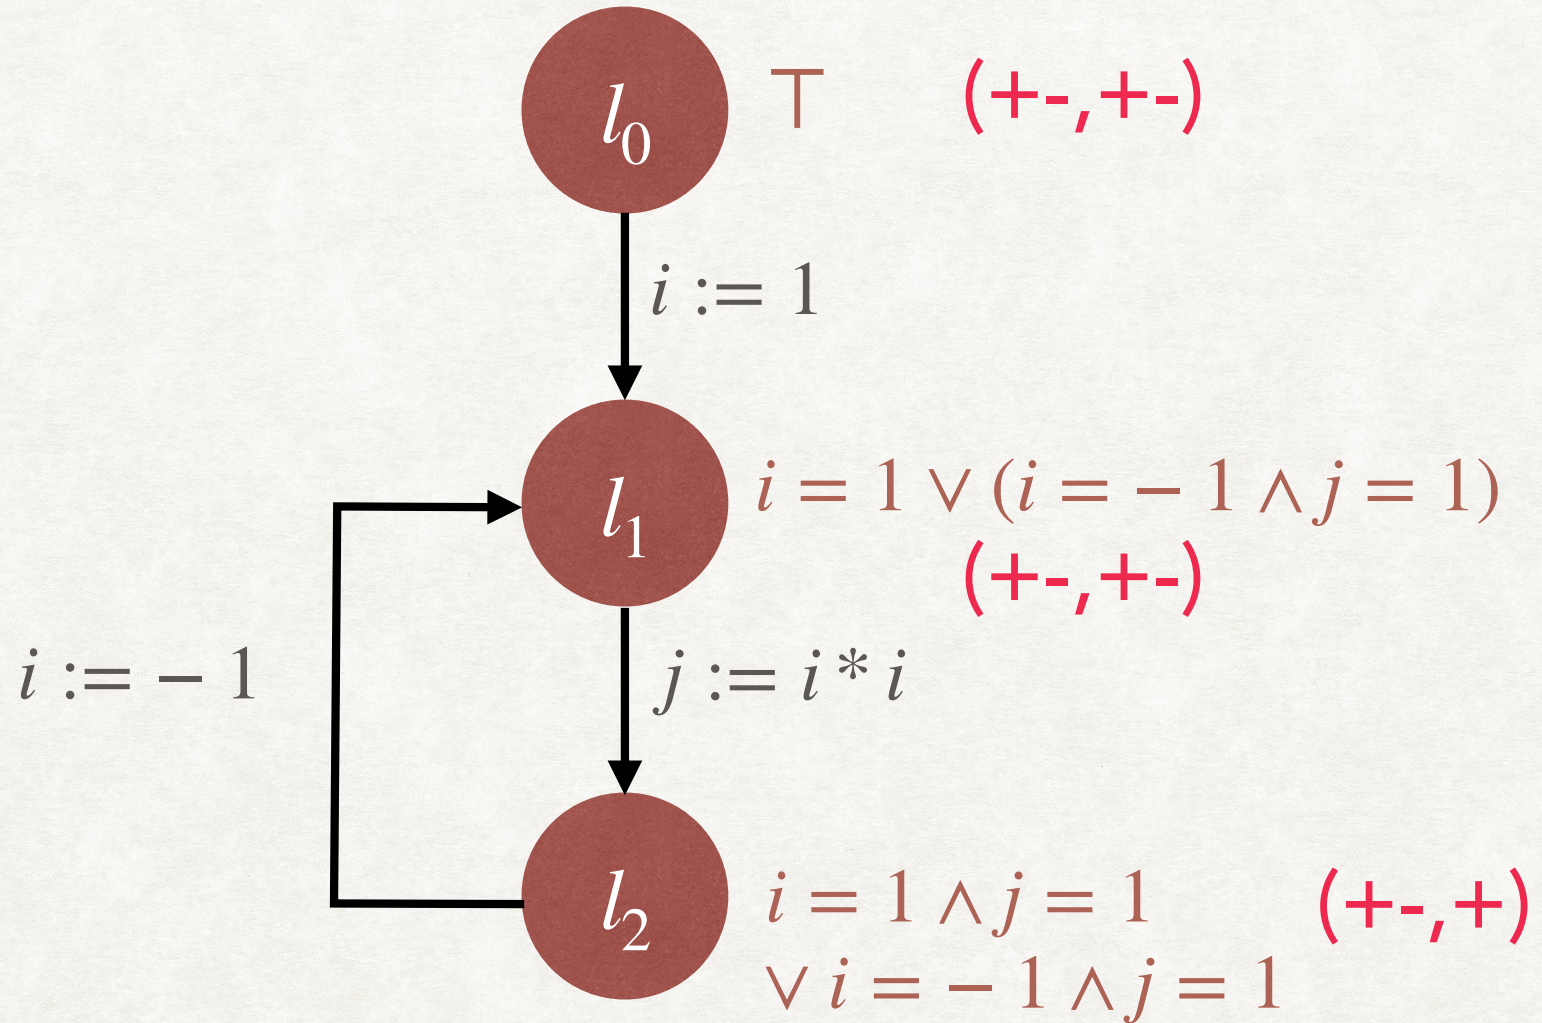 l₀ ⊤ (+-,+-)
i := 1
l₁ i = 1 ∨ (i = − 1 ∧ j = 1)
(+-,+-)
i := − 1
j := i * i
l₂ i = 1 ∧ j = 1 (+-,+)
∨ i = − 1 ∧ j = 1